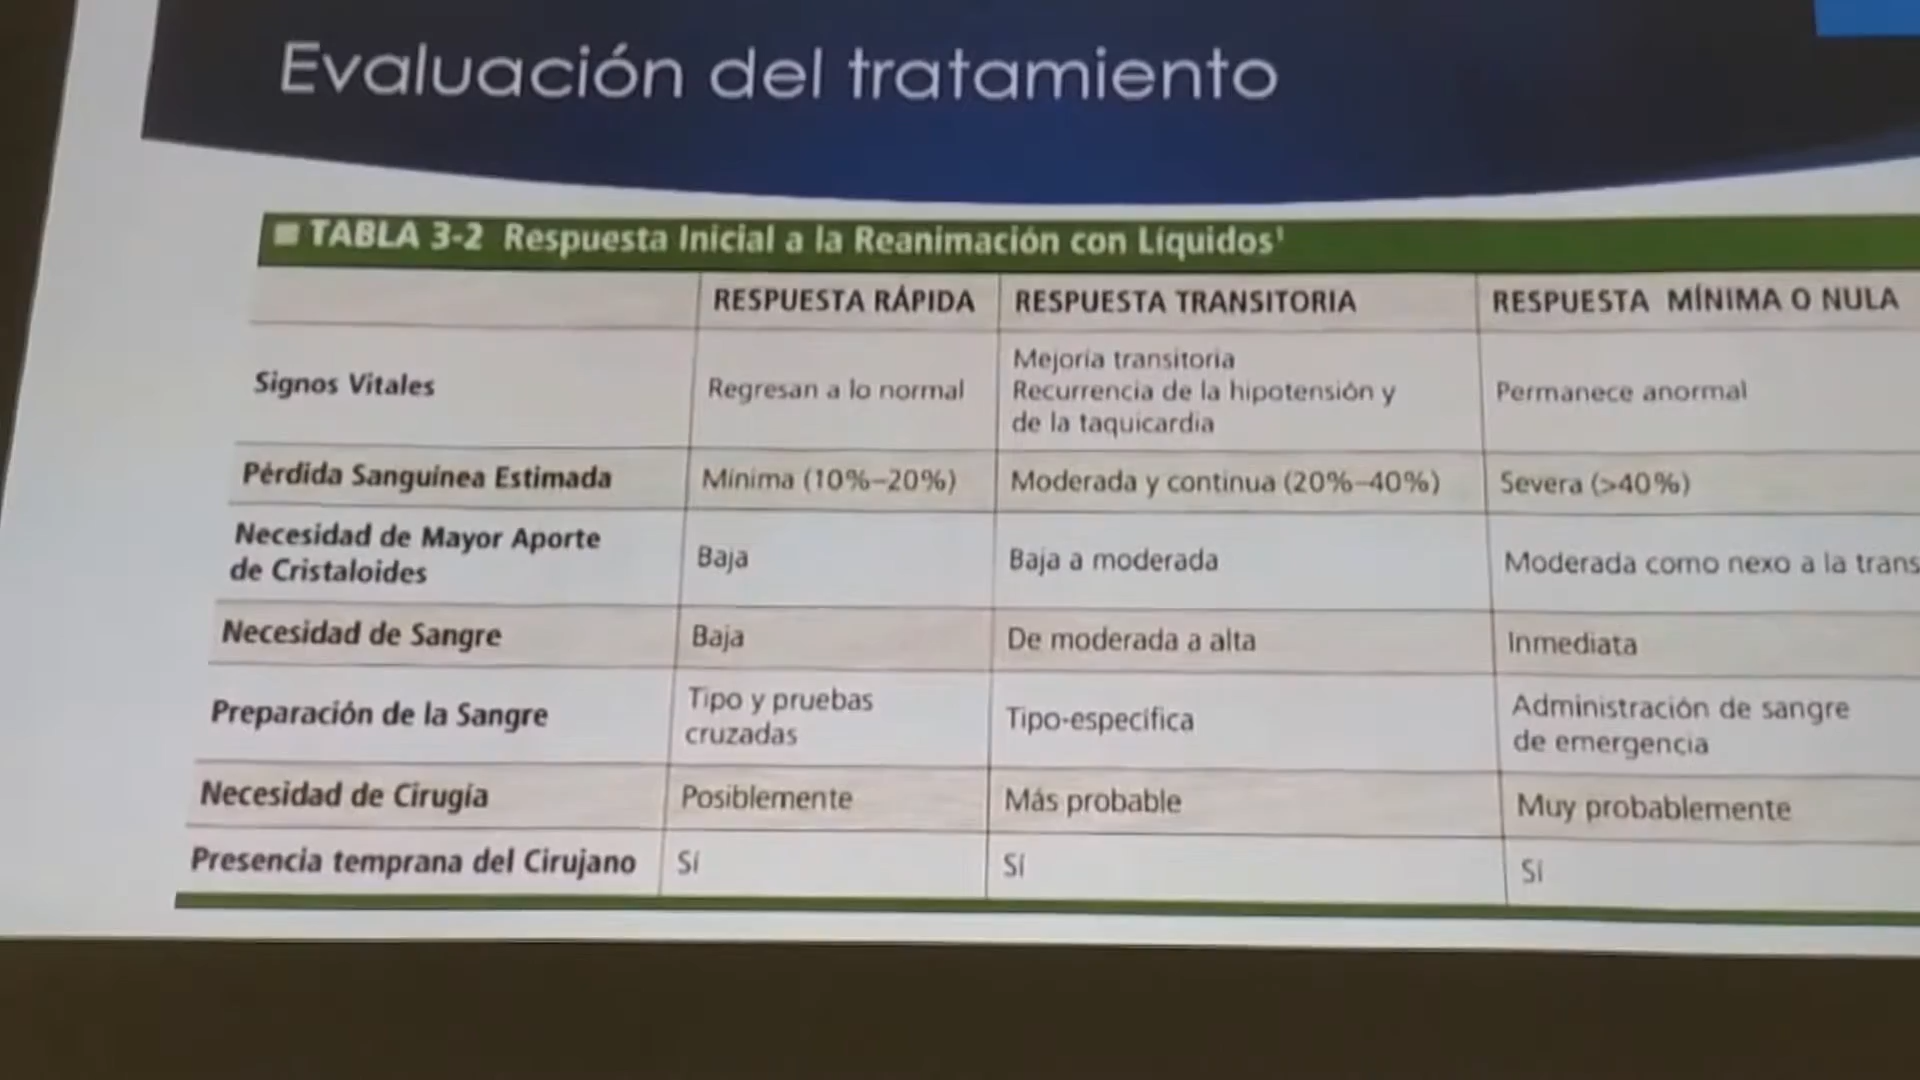 Evaluación del tratamiento
TABLA 3-2 Respuesta Inicial a la Reanimación con Líquidos¹
RESPUESTA RÁPIDA RESPUESTA TRANSITORIA RESPUESTA MÍNIMA O NULA
Signos Vitales
Regresan a lo normal
Mejoría transitoria
Recurrencia de la hipotensión y
de la taquicardia
Permanece anormal
Pérdida Sanguínea Estimada Mínima (10%–20%) Moderada y continua (20%–40%) Severa (>40%)
Necesidad de Mayor Aporte
de Cristaloides
Baja
Baja a moderada
Moderada como nexo a la trans
Necesidad de Sangre Baja De moderada a alta Inmediata
Preparación de la Sangre
Tipo y pruebas
cruzadas
Tipo-específica
Administración de sangre
de emergencia
Necesidad de Cirugía Posiblemente Más probable Muy probablemente
Presencia temprana del Cirujano Sí Sí Sí